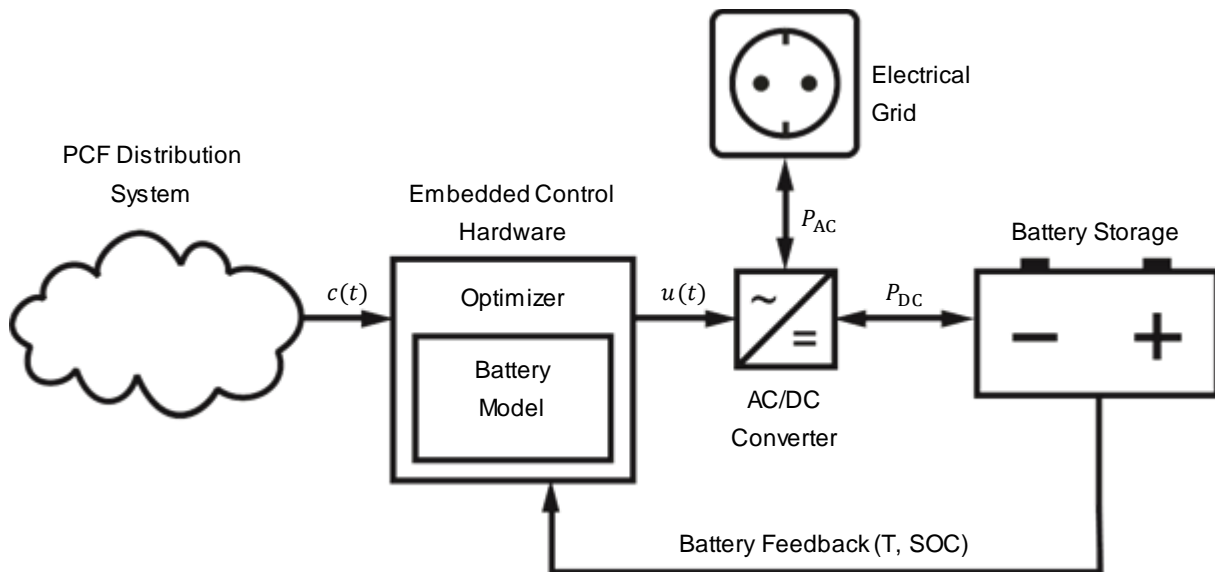 Electrical
Grid
PCF Distribution
System
Embedded Control
Hardware
P_AC
Battery Storage
c(t)
Optimizer
u(t)
~
=
P_DC
− +
Battery
Model
AC/DC
Converter
Battery Feedback (T, SOC)